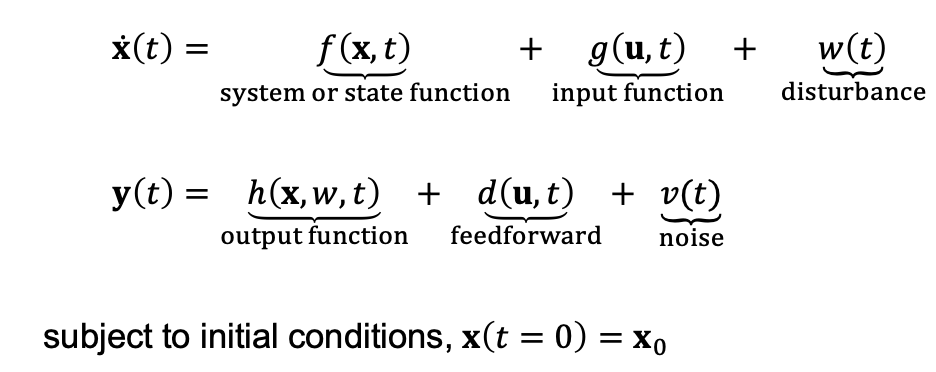 ẋ(t) = f(x, t) + g(u, t) + w(t)
system or state function input function disturbance
y(t) = h(x, w, t) + d(u, t) + v(t)
output function feedforward noise
subject to initial conditions, x(t = 0) = x₀